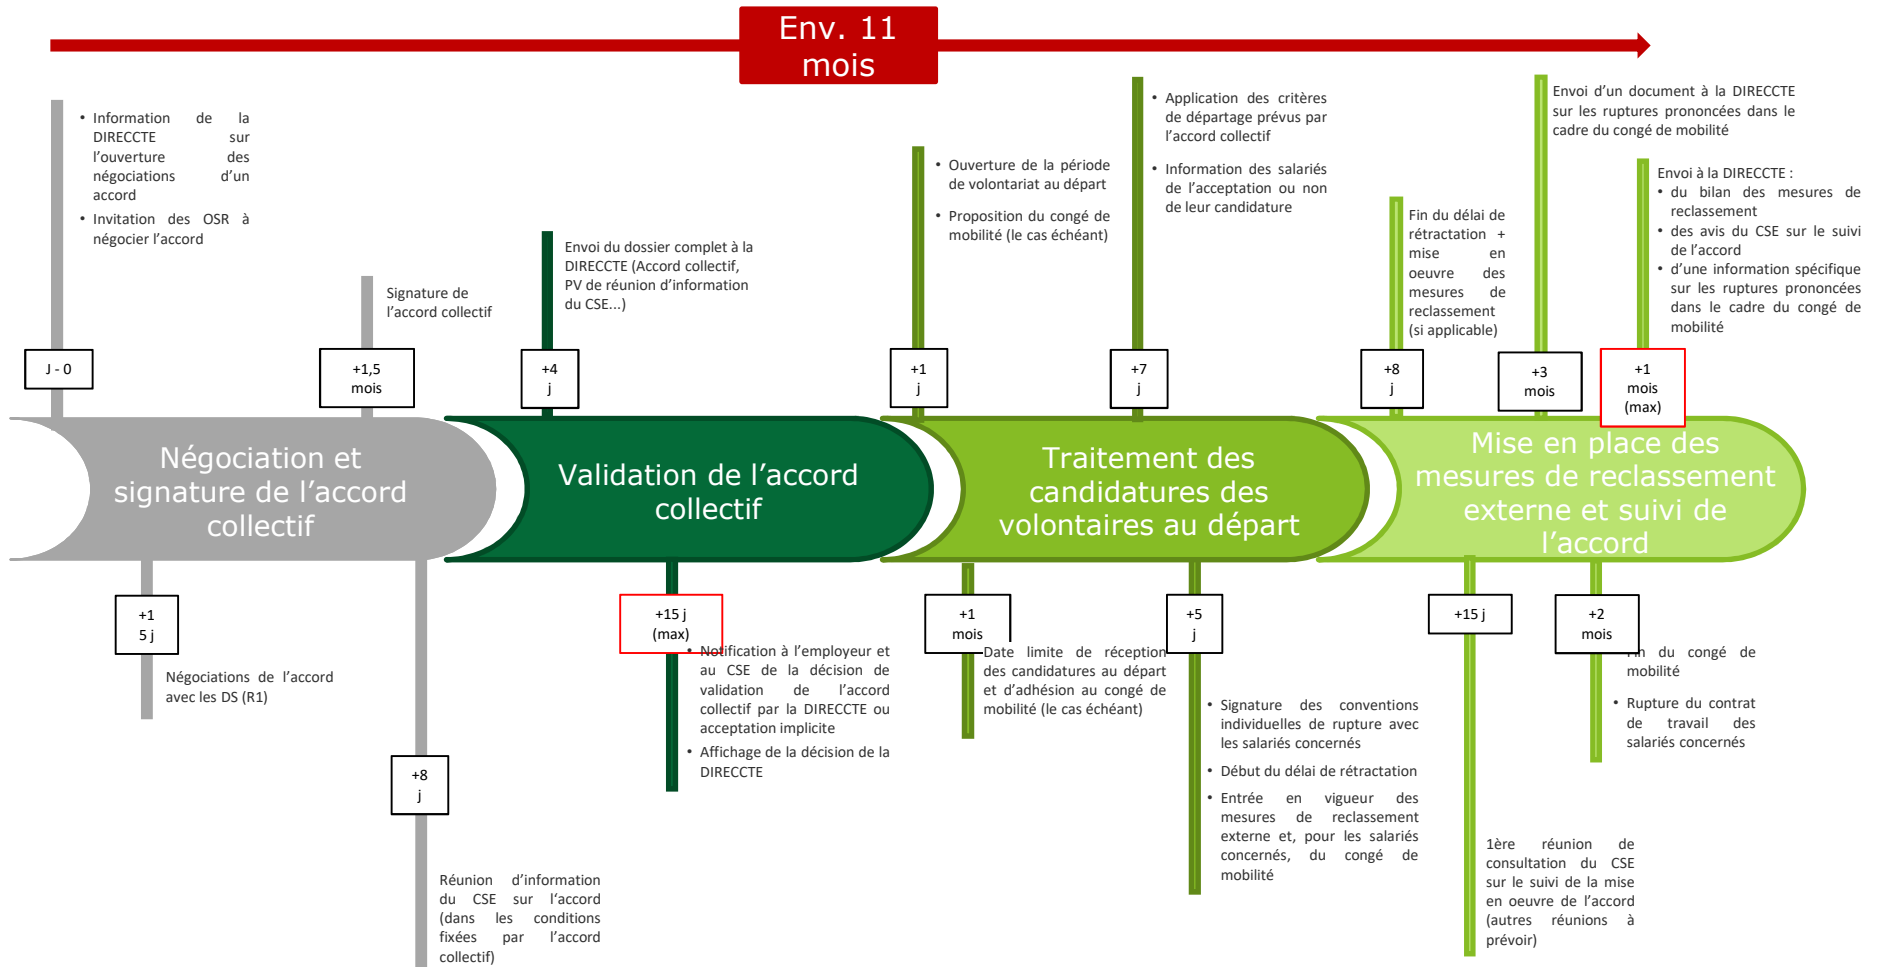 Env. 11
mois
• Information de la
DIRECCTE sur
l’ouverture des
négociations d’un
accord
• Invitation des OSR à
négocier l’accord
Signature de
l’accord collectif
Envoi du dossier complet à la
DIRECCTE (Accord collectif,
PV de réunion d’information
du CSE...)
• Ouverture de la période
de volontariat au départ
• Proposition du congé de
mobilité (le cas échéant)
• Application des critères
de départage prévus par
l’accord collectif
• Information des salariés
de l’acceptation ou non
de leur candidature
Fin du délai de
rétractation +
mise en
oeuvre des
mesures de
reclassement
(si applicable)
Envoi d’un document à la DIRECCTE
sur les ruptures prononcées dans le
cadre du congé de mobilité
Envoi à la DIRECCTE :
• du bilan des mesures de
reclassement
• des avis du CSE sur le suivi
de l’accord
• d’une information spécifique
sur les ruptures prononcées
dans le cadre du congé de
mobilité
J - 0
+1,5
mois
+4
j
+1
j
+7
j
+8
j
+3
mois
+1
mois
(max)
Négociation et
signature de l’accord
collectif
Validation de l’accord
collectif
Traitement des
candidatures des
volontaires au départ
Mise en place des
mesures de reclassement
externe et suivi de
l’accord
+1
5 j
Négociations de l’accord
avec les DS (R1)
+8
j
Réunion d’information
du CSE sur l’accord
(dans les conditions
fixées par l’accord
collectif)
+15 j
(max)
• Notification à l’employeur et
au CSE de la décision de
validation de l’accord
collectif par la DIRECCTE ou
acceptation implicite
• Affichage de la décision de la
DIRECCTE
+1
mois
Date limite de réception
des candidatures au départ
et d’adhésion au congé de
mobilité (le cas échéant)
+5
j
• Signature des conventions
individuelles de rupture avec
les salariés concernés
• Début du délai de rétractation
• Entrée en vigueur des
mesures de reclassement
externe et, pour les salariés
concernés, du congé de
mobilité
+15 j
1ère réunion de
consultation du CSE
sur le suivi de la mise
en oeuvre de l’accord
(autres réunions à
prévoir)
+2
mois
Fin du congé de
mobilité
• Rupture du contrat
de travail des
salariés concernés